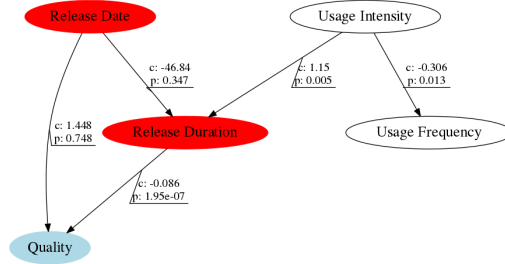 Release Date
Usage Intensity
c: -46.84
p: 0.347
c: 1.15
p: 0.005
c: -0.306
p: 0.013
c: 1.448
p: 0.748
Release Duration
Usage Frequency
c: -0.086
p: 1.95e-07
Quality